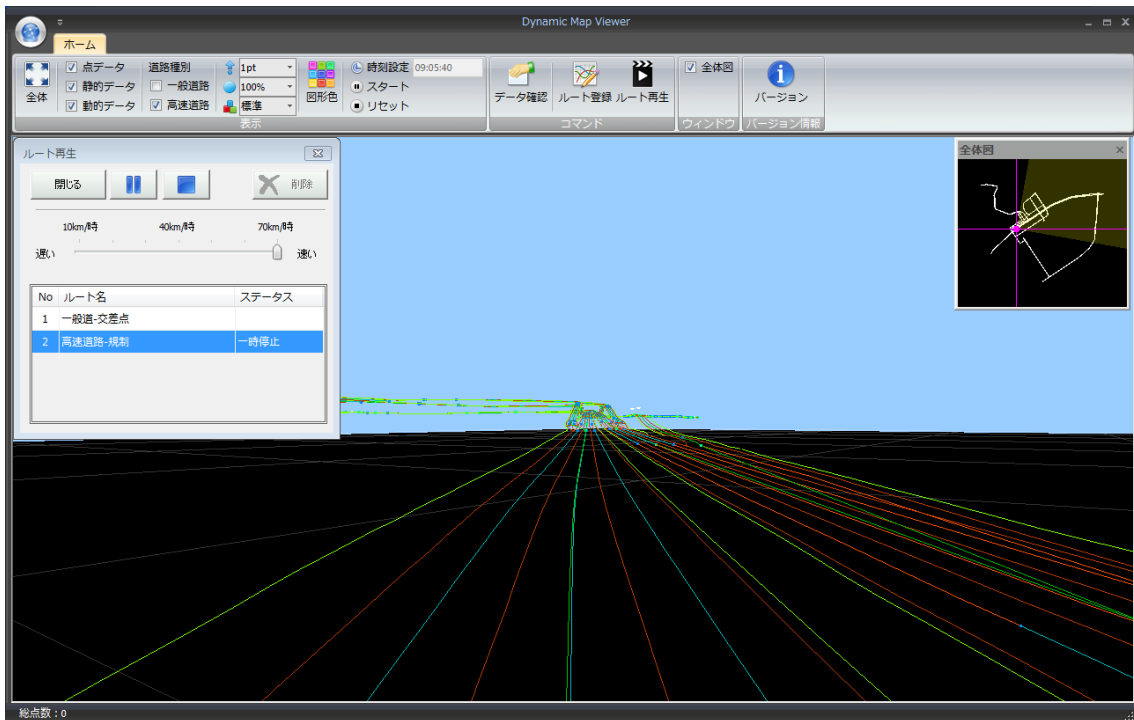 Dynamic Map Viewer
ホーム
全体
点データ
静的データ
動的データ
道路種別
一般道路
高速道路
1pt
100%
標準
図形色
時刻設定 09:05:40
スタート
リセット
表示
データ確認 ルート登録 ルート再生
コマンド
全体図
ウィンドウ
バージョン
バージョン情報
ルート再生
閉じる
削除
10km/時 40km/時 70km/時
遅い 速い
No ルート名 ステータス
1 一般道-交差点
2 高速道路-規制 一時停止
全体図
総点数 : 0